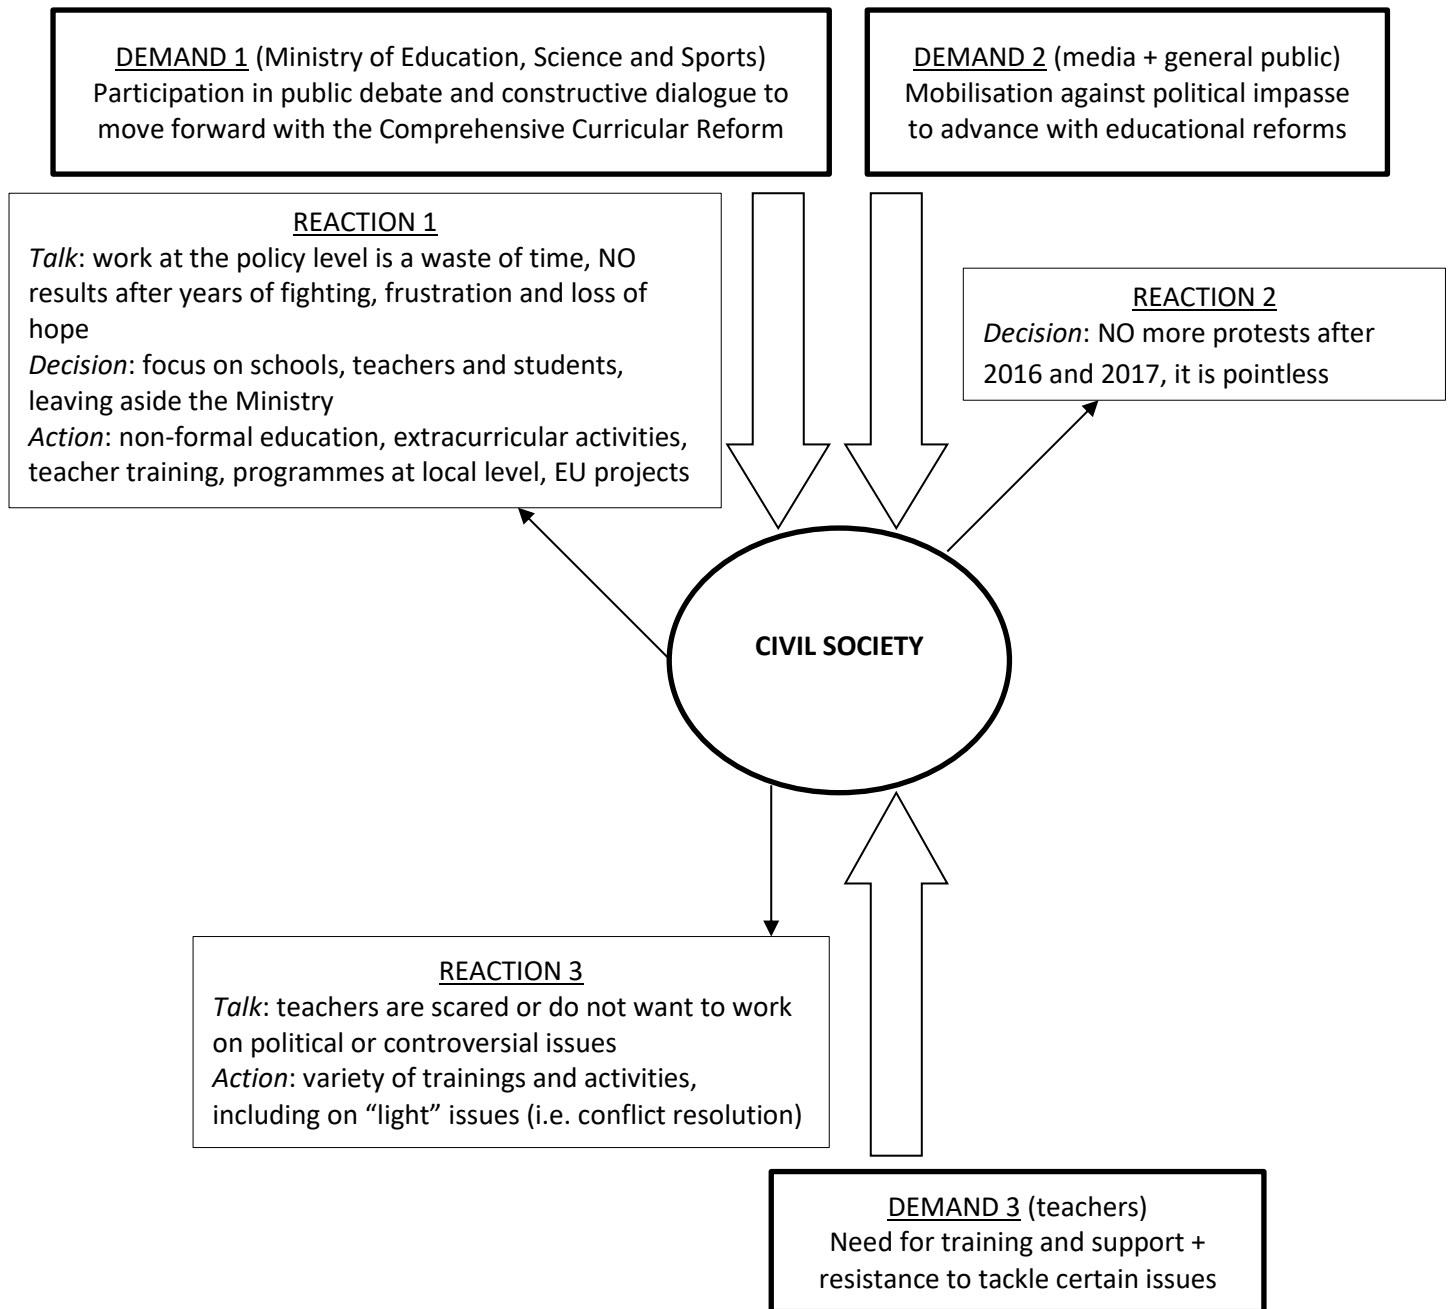 DEMAND 1 (Ministry of Education, Science and Sports)
Participation in public debate and constructive dialogue to
move forward with the Comprehensive Curricular Reform
DEMAND 2 (media + general public)
Mobilisation against political impasse
to advance with educational reforms
REACTION 1
Talk: work at the policy level is a waste of time, NO
results after years of fighting, frustration and loss of
hope
Decision: focus on schools, teachers and students,
leaving aside the Ministry
Action: non-formal education, extracurricular activities,
teacher training, programmes at local level, EU projects
REACTION 2
Decision: NO more protests after
2016 and 2017, it is pointless
CIVIL SOCIETY
REACTION 3
Talk: teachers are scared or do not want to work
on political or controversial issues
Action: variety of trainings and activities,
including on “light” issues (i.e. conflict resolution)
DEMAND 3 (teachers)
Need for training and support +
resistance to tackle certain issues